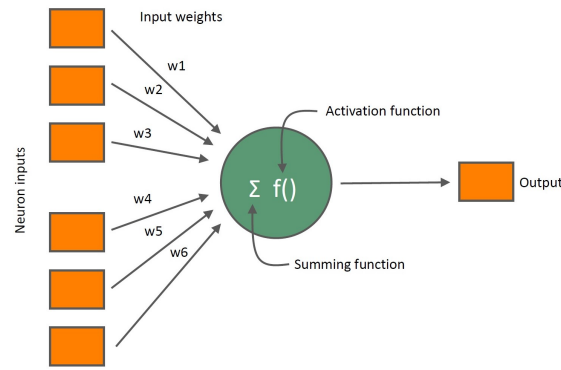 Input weights
w1
w2
Activation function
w3
Neuron inputs
Σ f()
Output
w4
w5
w6
Summing function